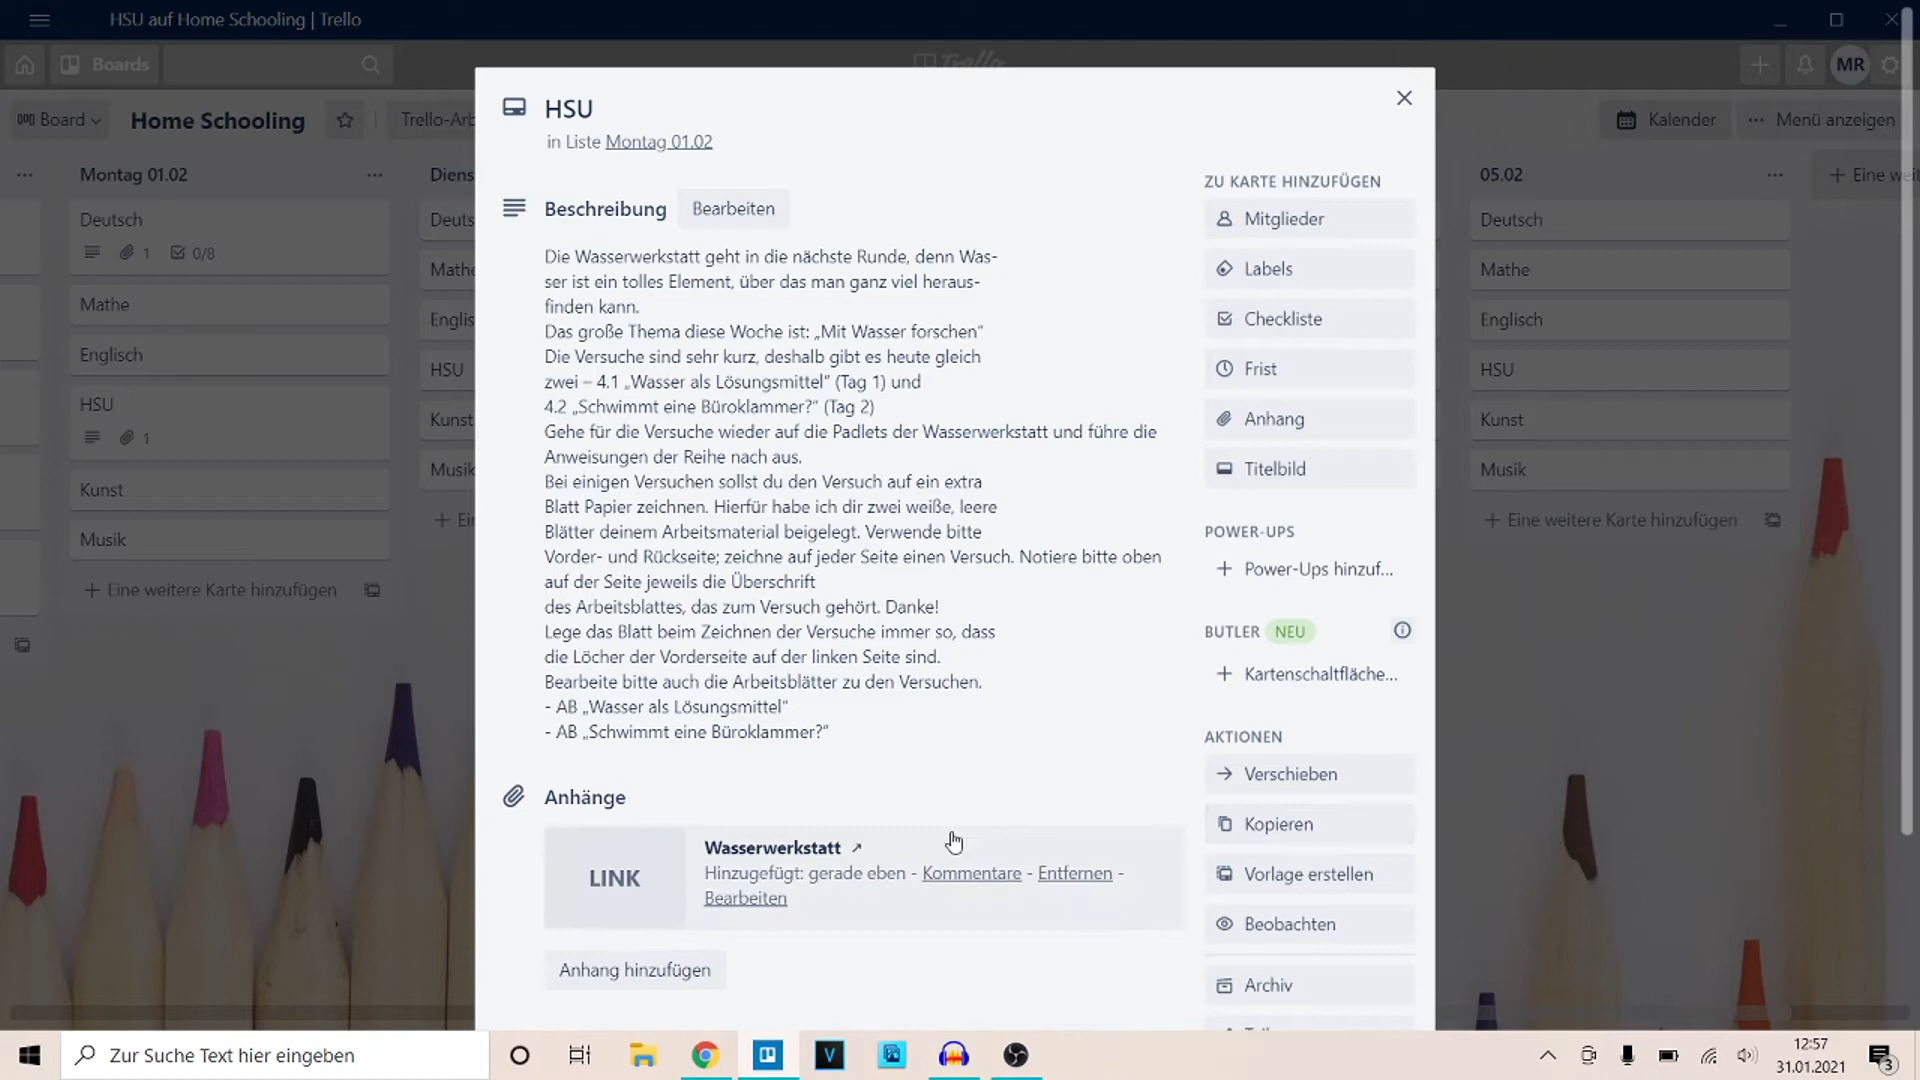 HSU auf Home Schooling | Trello
Boards
Trello
MR
Board
Home Schooling
Kalender
Menü anzeigen
Montag 01.02
Deutsch
1
0/8
Mathe
Englisch
HSU
1
Kunst
Musik
+ Eine weitere Karte hinzufügen
HSU
Kunst
HSU
in Liste Montag 01.02
Beschreibung
Bearbeiten
Die Wasserwerkstatt geht in die nächste Runde, denn Was-
ser ist ein tolles Element, über das man ganz viel heraus-
finden kann.
Das große Thema diese Woche ist: „Mit Wasser forschen“
Die Versuche sind sehr kurz, deshalb gibt es heute gleich
zwei – 4.1 „Wasser als Lösungsmittel“ (Tag 1) und
4.2 „Schwimmt eine Büroklammer?“ (Tag 2)
Gehe für die Versuche wieder auf die Padlets der Wasserwerkstatt und führe die
Anweisungen der Reihe nach aus.
Bei einigen Versuchen sollst du den Versuch auf ein extra
Blatt Papier zeichnen. Hierfür habe ich dir zwei weiße, leere
Blätter deinem Arbeitsmaterial beigelegt. Verwende bitte
Vorder- und Rückseite; zeichne auf jeder Seite einen Versuch. Notiere bitte oben
auf der Seite jeweils die Überschrift
des Arbeitsblattes, das zum Versuch gehört. Danke!
Lege das Blatt beim Zeichnen der Versuche immer so, dass
die Löcher der Vorderseite auf der linken Seite sind.
Bearbeite bitte auch die Arbeitsblätter zu den Versuchen.
- AB „Wasser als Lösungsmittel“
- AB „Schwimmt eine Büroklammer?“
Anhänge
LINK
Wasserwerkstatt ↗
Hinzugefügt: gerade eben - Kommentare - Entfernen -
Bearbeiten
Anhang hinzufügen
ZU KARTE HINZUFÜGEN
Mitglieder
Labels
Checkliste
Frist
Anhang
Titelbild
POWER-UPS
+ Power-Ups hinzuf...
BUTLER NEU
+ Kartenschaltfläche...
AKTIONEN
Verschieben
Kopieren
Vorlage erstellen
Beobachten
Archiv
05.02
+ Eine
Deutsch
Mathe
Englisch
HSU
Kunst
Musik
+ Eine weitere Karte hinzufügen
Zur Suche Text hier eingeben
V
12:57
31.01.2021
3